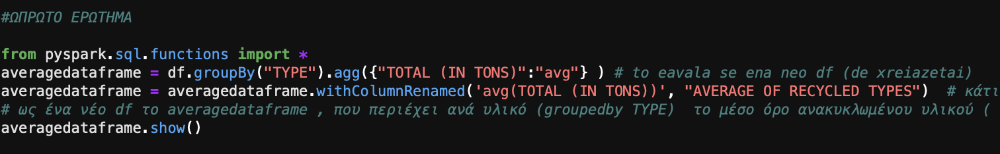 #ΩΠΡΩΤΟ ΕΡΩΤΗΜΑ
from pyspark.sql.functions import *
averagedataframe = df.groupBy("TYPE").agg({"TOTAL (IN TONS)":"avg"} ) # to eavala se ena neo df (de xreiazetai)
averagedataframe = averagedataframe.withColumnRenamed('avg(TOTAL (IN TONS))', "AVERAGE OF RECYCLED TYPES")  # κάτι
# ως ένα νέο df το averagedataframe , που περιέχει ανά υλικό (groupedby TYPE)  το μέσο όρο ανακυκλωμένου υλικού (
averagedataframe.show()